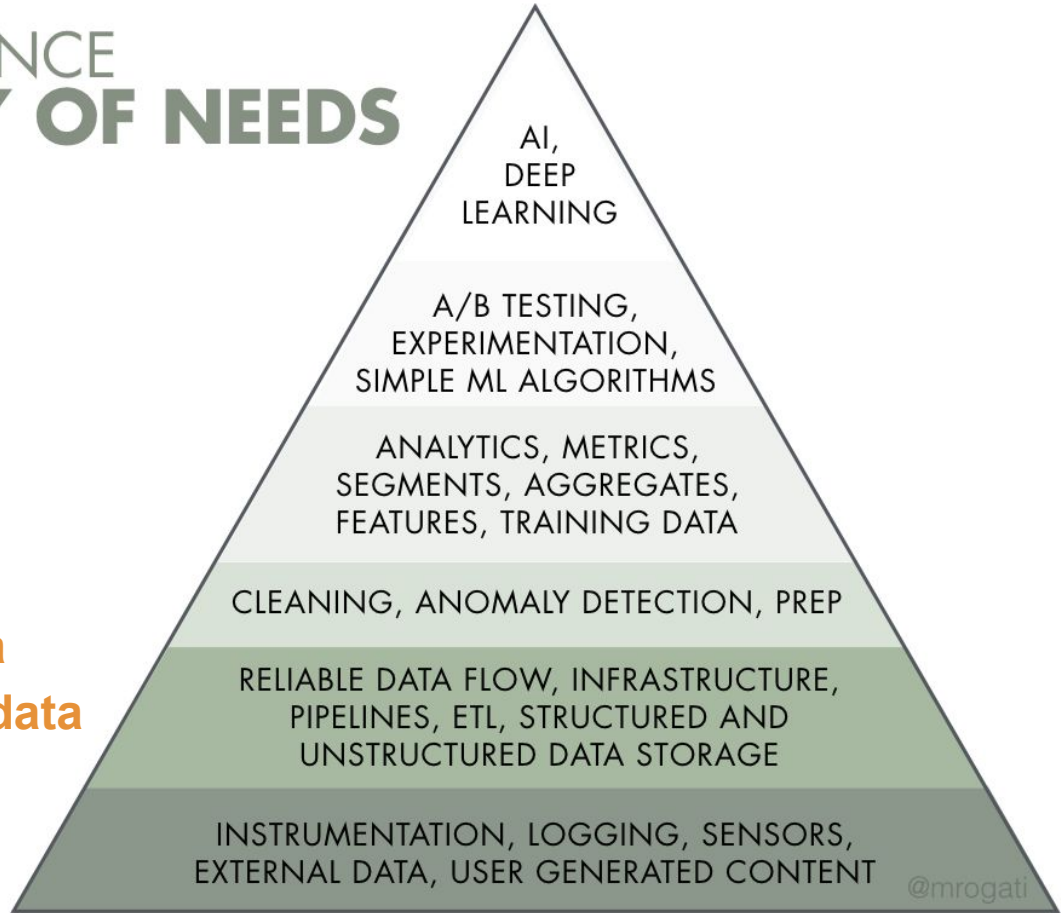 NCE
OF NEEDS
AI,
DEEP
LEARNING
A/B TESTING,
EXPERIMENTATION,
SIMPLE ML ALGORITHMS
ANALYTICS, METRICS,
SEGMENTS, AGGREGATES,
FEATURES, TRAINING DATA
CLEANING, ANOMALY DETECTION, PREP
data
RELIABLE DATA FLOW, INFRASTRUCTURE,
PIPELINES, ETL, STRUCTURED AND
UNSTRUCTURED DATA STORAGE
INSTRUMENTATION, LOGGING, SENSORS,
EXTERNAL DATA, USER GENERATED CONTENT
@mrogati